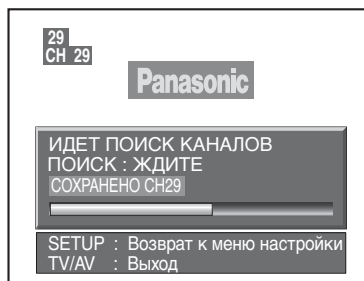 29
CH 29
Panasonic
ИДЕТ ПОИСК КАНАЛОВ
ПОИСК : ЖДИТЕ
СОХРАНЕНО CH29
SETUP : Возврат к меню настройки
TV/AV : Выход